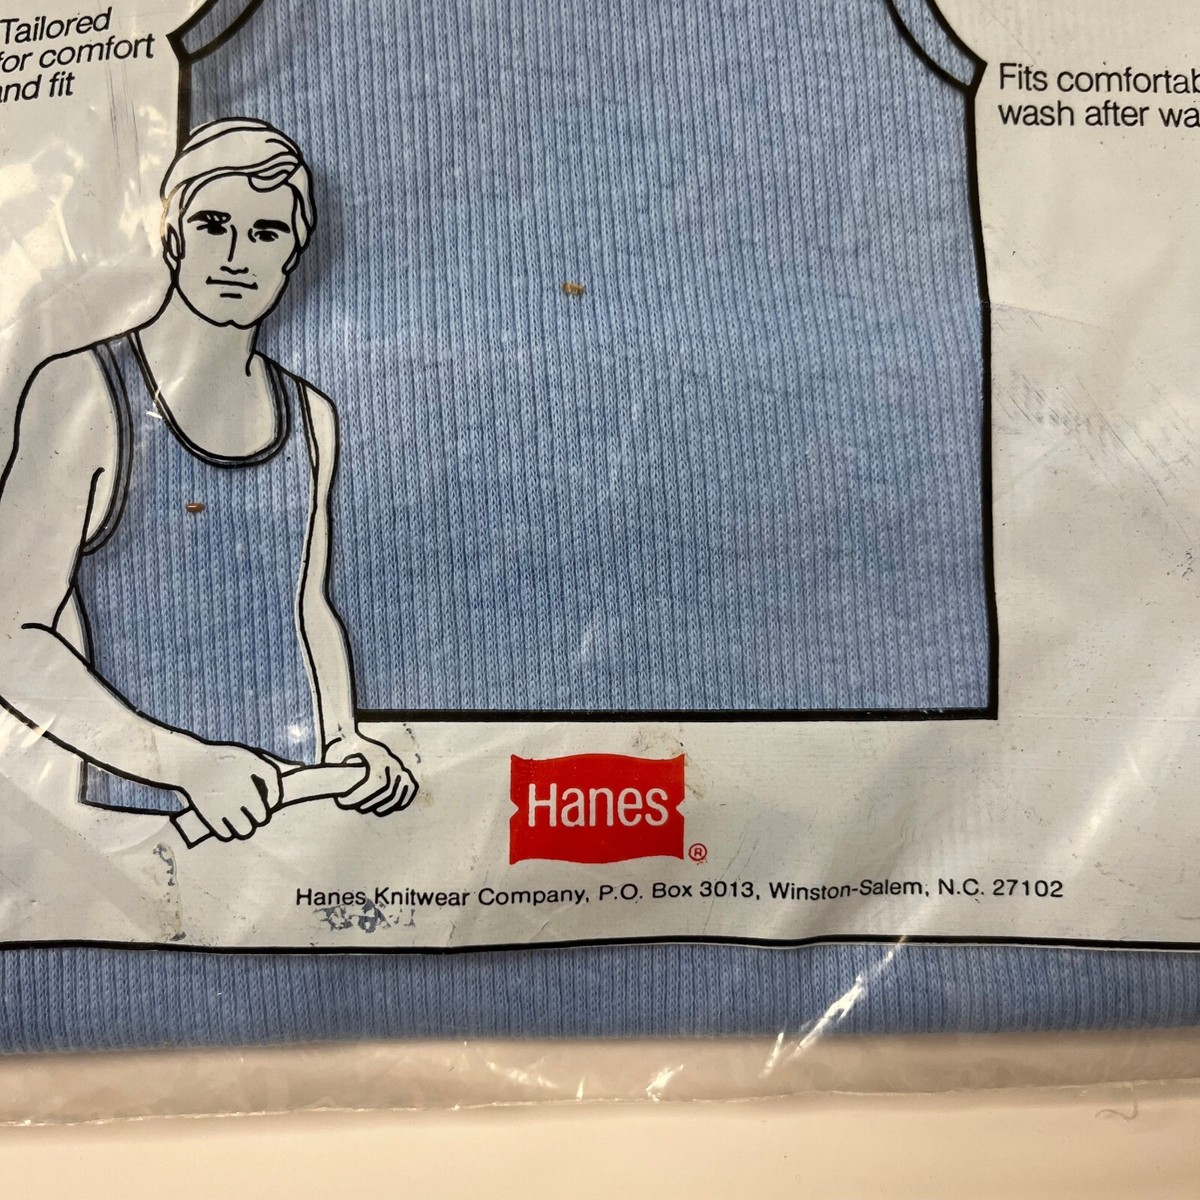 Tailored
for comfort
and fit
Fits comfortab
wash after wa
Hanes
®
Hanes Knitwear Company, P.O. Box 3013, Winston-Salem, N.C. 27102